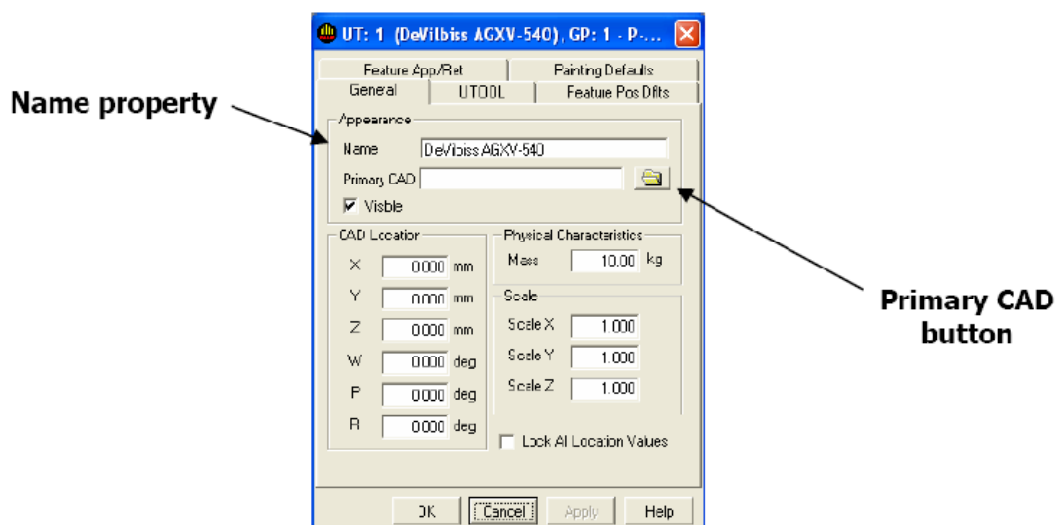 UT: 1 (DeVilbiss AGXV-540), GP: 1 - P-...
Feature App/Ret Painting Defaults
General UTOOL Feature Pos Dflts
Name property
Appearance
Name DeVilbiss AGXV-540
Primary CAD
Visible
Primary CAD
button
CAD Location
X 0.000 mm
Y 0.000 mm
Z 0.000 mm
W 0.000 deg
P 0.000 deg
R 0.000 deg
Physical Characteristics
Mass 10.00 kg
Scale
Scale X 1.000
Scale Y 1.000
Scale Z 1.000
Lock All Location Values
OK Cancel Apply Help